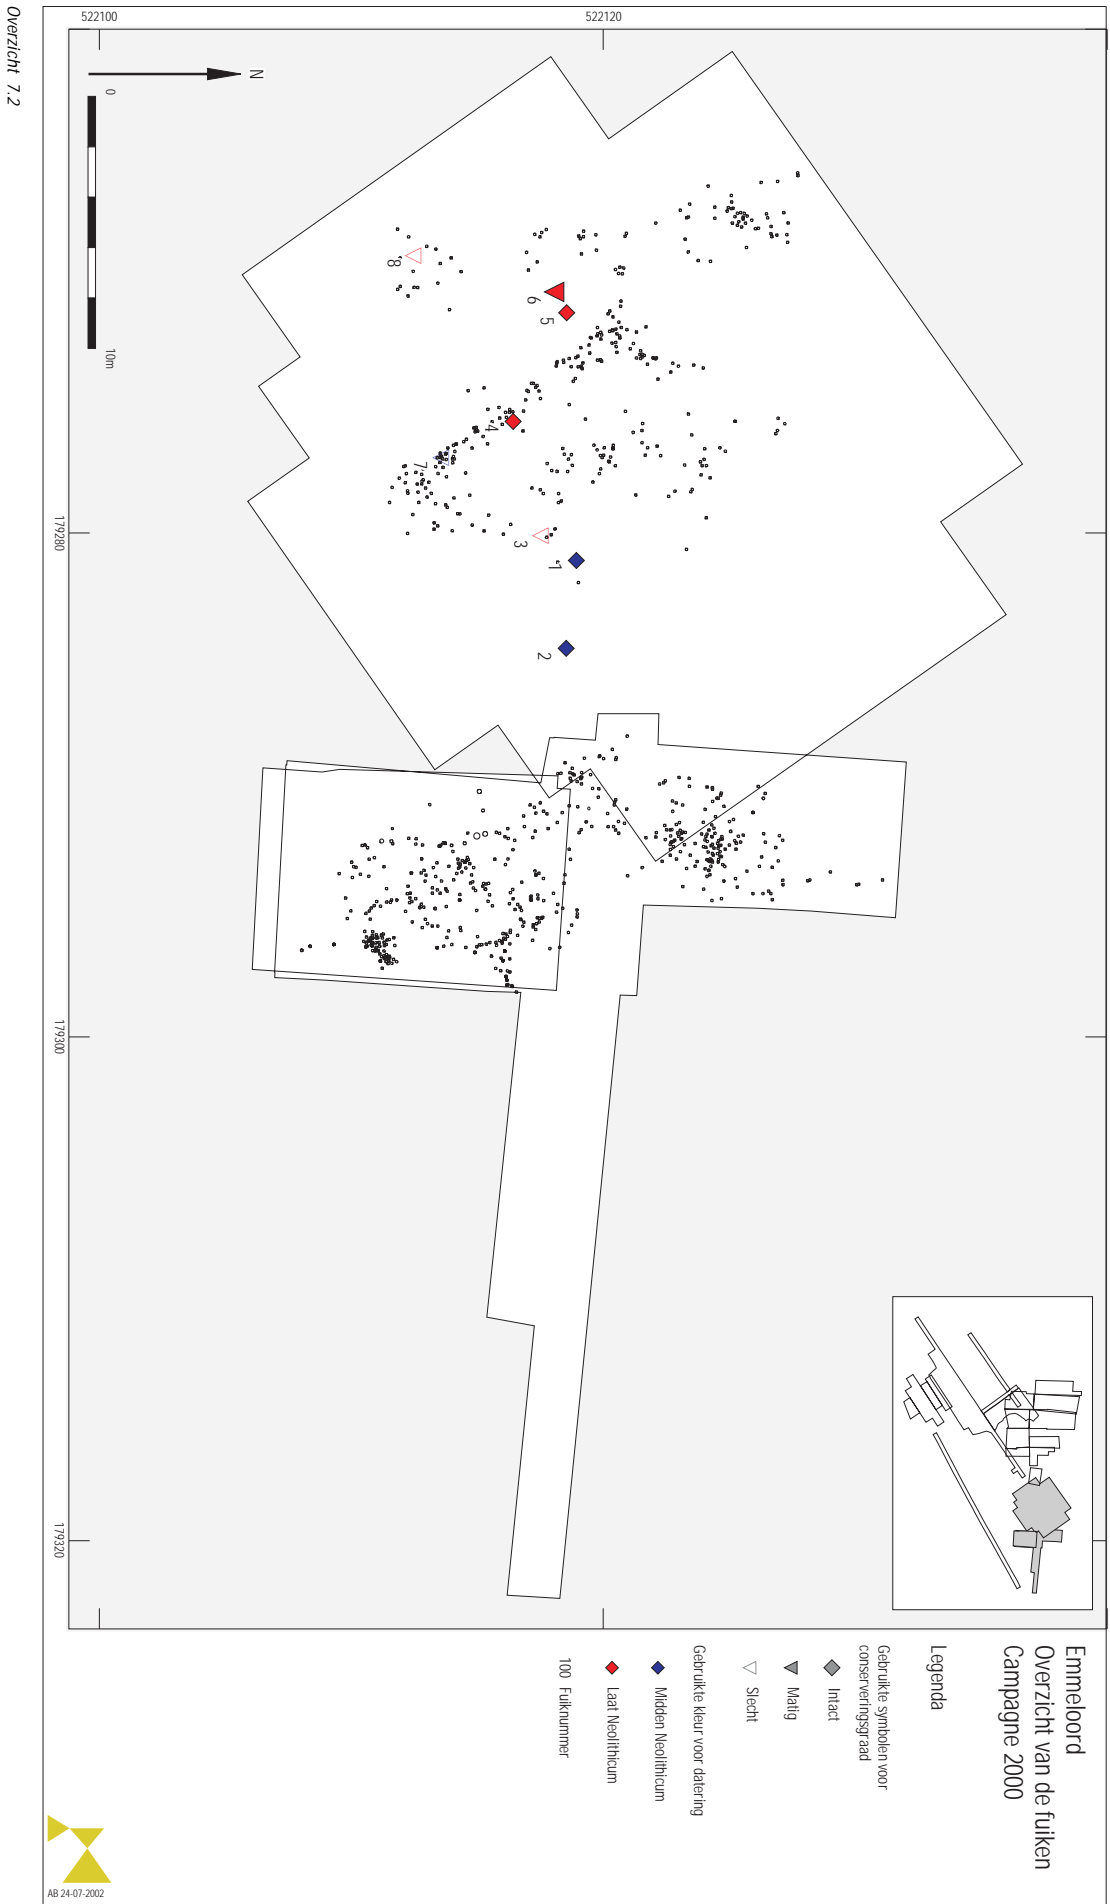 Overzicht 7.2
522100
522120
179280
179300
179320
N
0
10m
8
6
5
4
7
3
1
2
Emmeloord
Overzicht van de fuiken
Campagne 2000
Legenda
Gebruikte symbolen voor
conserveringsgraad
Intact
Matig
Slecht
Gebruikte kleur voor datering
Midden Neolithicum
Laat Neolithicum
100 Fuiknummer
AB 24-07-2002